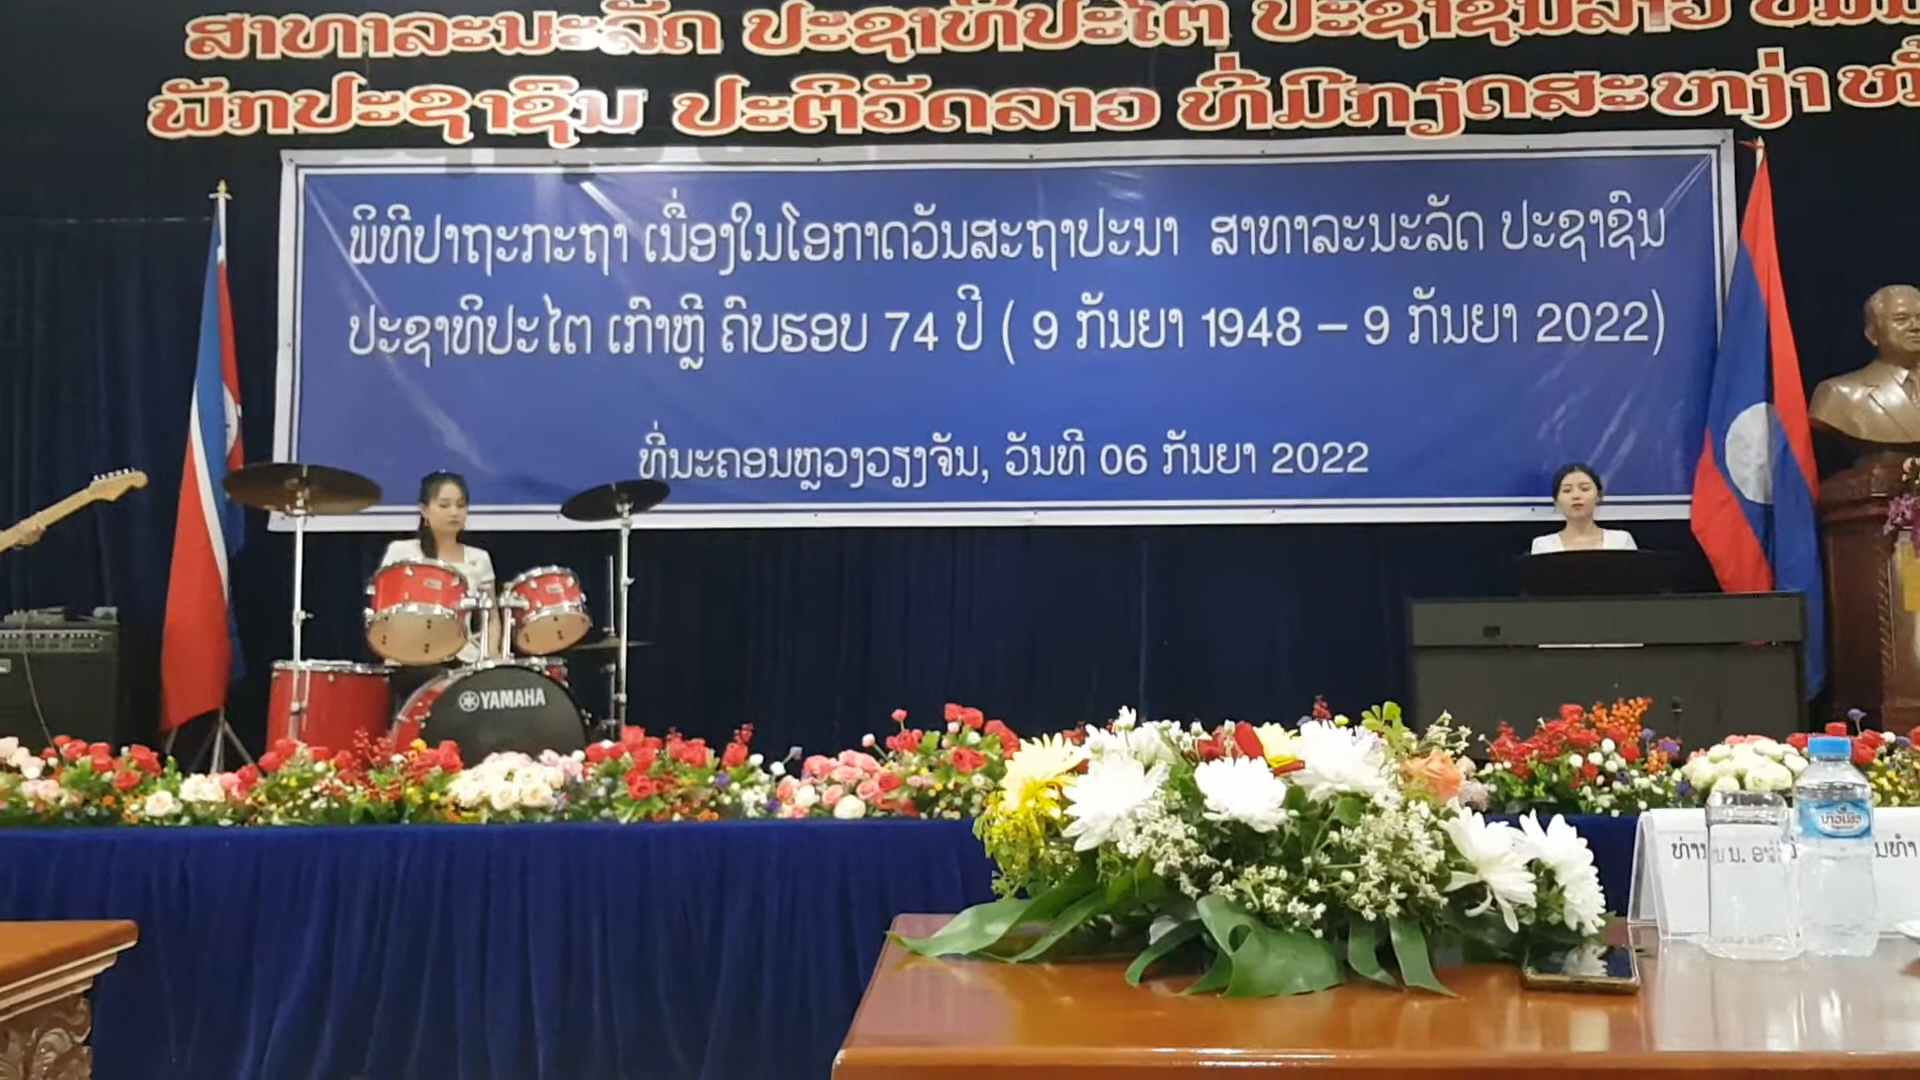 ສາທາລະນະລັດ ປະຊາທິປະໄຕ ປະຊາຊົນລາວ
ພັກປະຊາຊົນ ປະຕິວັດລາວ ທີ່ມີກຽດສະຫງ່າ
ພິທີປາຖະກະຖາ ເນື່ອງໃນໂອກາດວັນສະຖາປະນາ ສາທາລະນະລັດ ປະຊາຊົນ
ປະຊາທິປະໄຕ ເກົາຫຼີ ຄົບຮອບ 74 ປີ ( 9 ກັນຍາ 1948 – 9 ກັນຍາ 2022)
ທີ່ນະຄອນຫຼວງວຽງຈັນ, ວັນທີ 06 ກັນຍາ 2022
YAMAHA